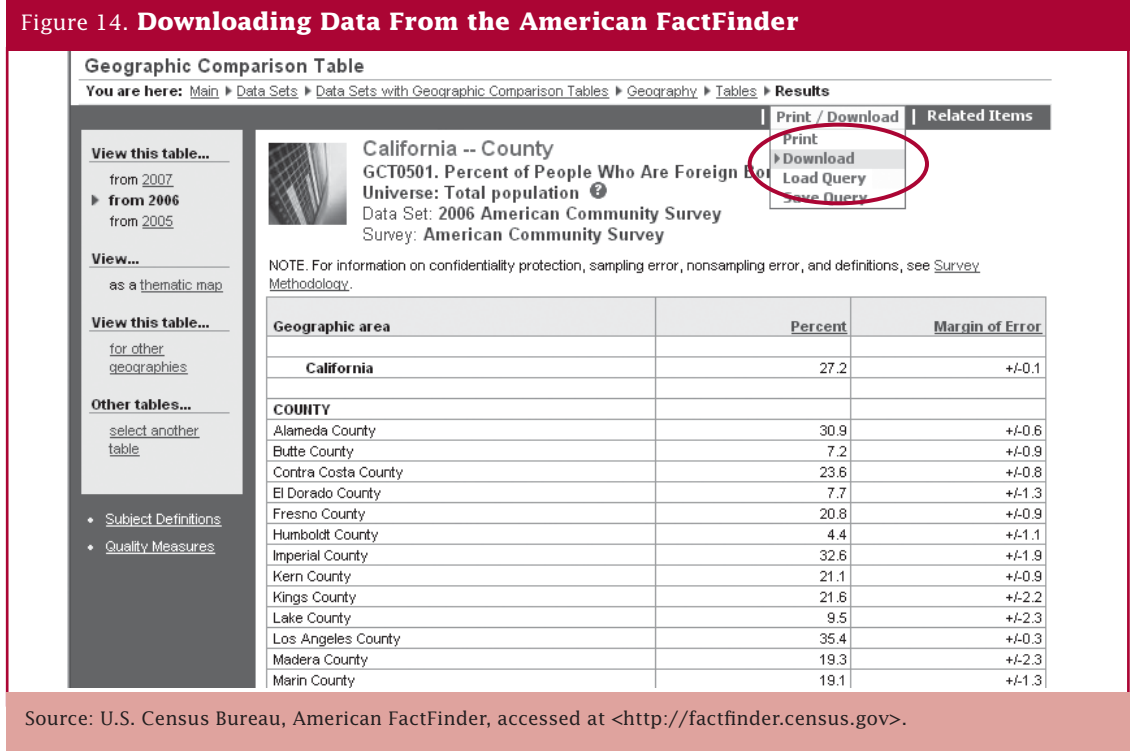 Figure 14. Downloading Data From the American FactFinder
Geographic Comparison Table
You are here: Main Data Sets Data Sets with Geographic Comparison Tables Geography Tables Results
Print / Download | Related Items
Print
Download
Load Query
Save Query
View this table...
from 2007
from 2006
from 2005
View...
as a thematic map
View this table...
for other
geographies
Other tables...
select another
table
Subject Definitions
Quality Measures
California -- County
GCT0501. Percent of People Who Are Foreign
Universe: Total population
Data Set: 2006 American Community Survey
Survey: American Community Survey
NOTE. For information on confidentiality protection, sampling error, nonsampling error, and definitions, see Survey
Methodology.
Geographic area Percent Margin of Error
California 27.2 +/-0.1
COUNTY
Alameda County 30.9 +/-0.6
Butte County 7.2 +/-0.9
Contra Costa County 23.6 +/-0.8
El Dorado County 7.7 +/-1.3
Fresno County 20.8 +/-0.9
Humboldt County 4.4 +/-1.1
Imperial County 32.6 +/-1.9
Kern County 21.1 +/-0.9
Kings County 21.6 +/-2.2
Lake County 9.5 +/-2.3
Los Angeles County 35.4 +/-0.3
Madera County 19.3 +/-2.3
Marin County 19.1 +/-1.3
Source: U.S. Census Bureau, American FactFinder, accessed at <http://factfinder.census.gov>.